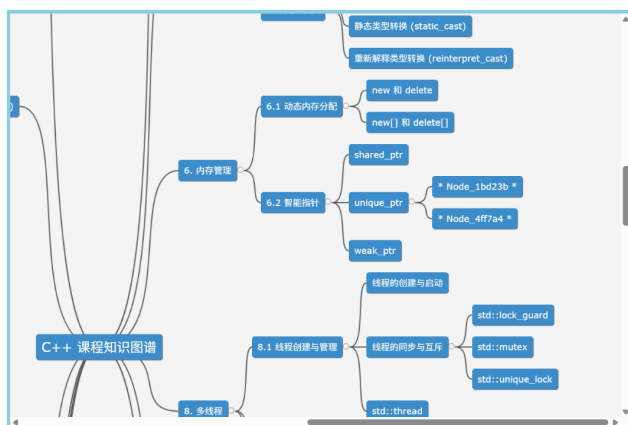 静态类型转换 (static_cast)
重新解释类型转换 (reinterpret_cast)
new 和 delete
6.1 动态内存分配
new[] 和 delete[]
shared_ptr
6. 内存管理
* Node_1bd23b *
6.2 智能指针
unique_ptr
* Node_4ff7a4 *
weak_ptr
线程的创建与启动
std::lock_guard
C++ 课程知识图谱
8.1 线程创建与管理
线程的同步与互斥
std::mutex
std::unique_lock
8. 多线程
std::thread